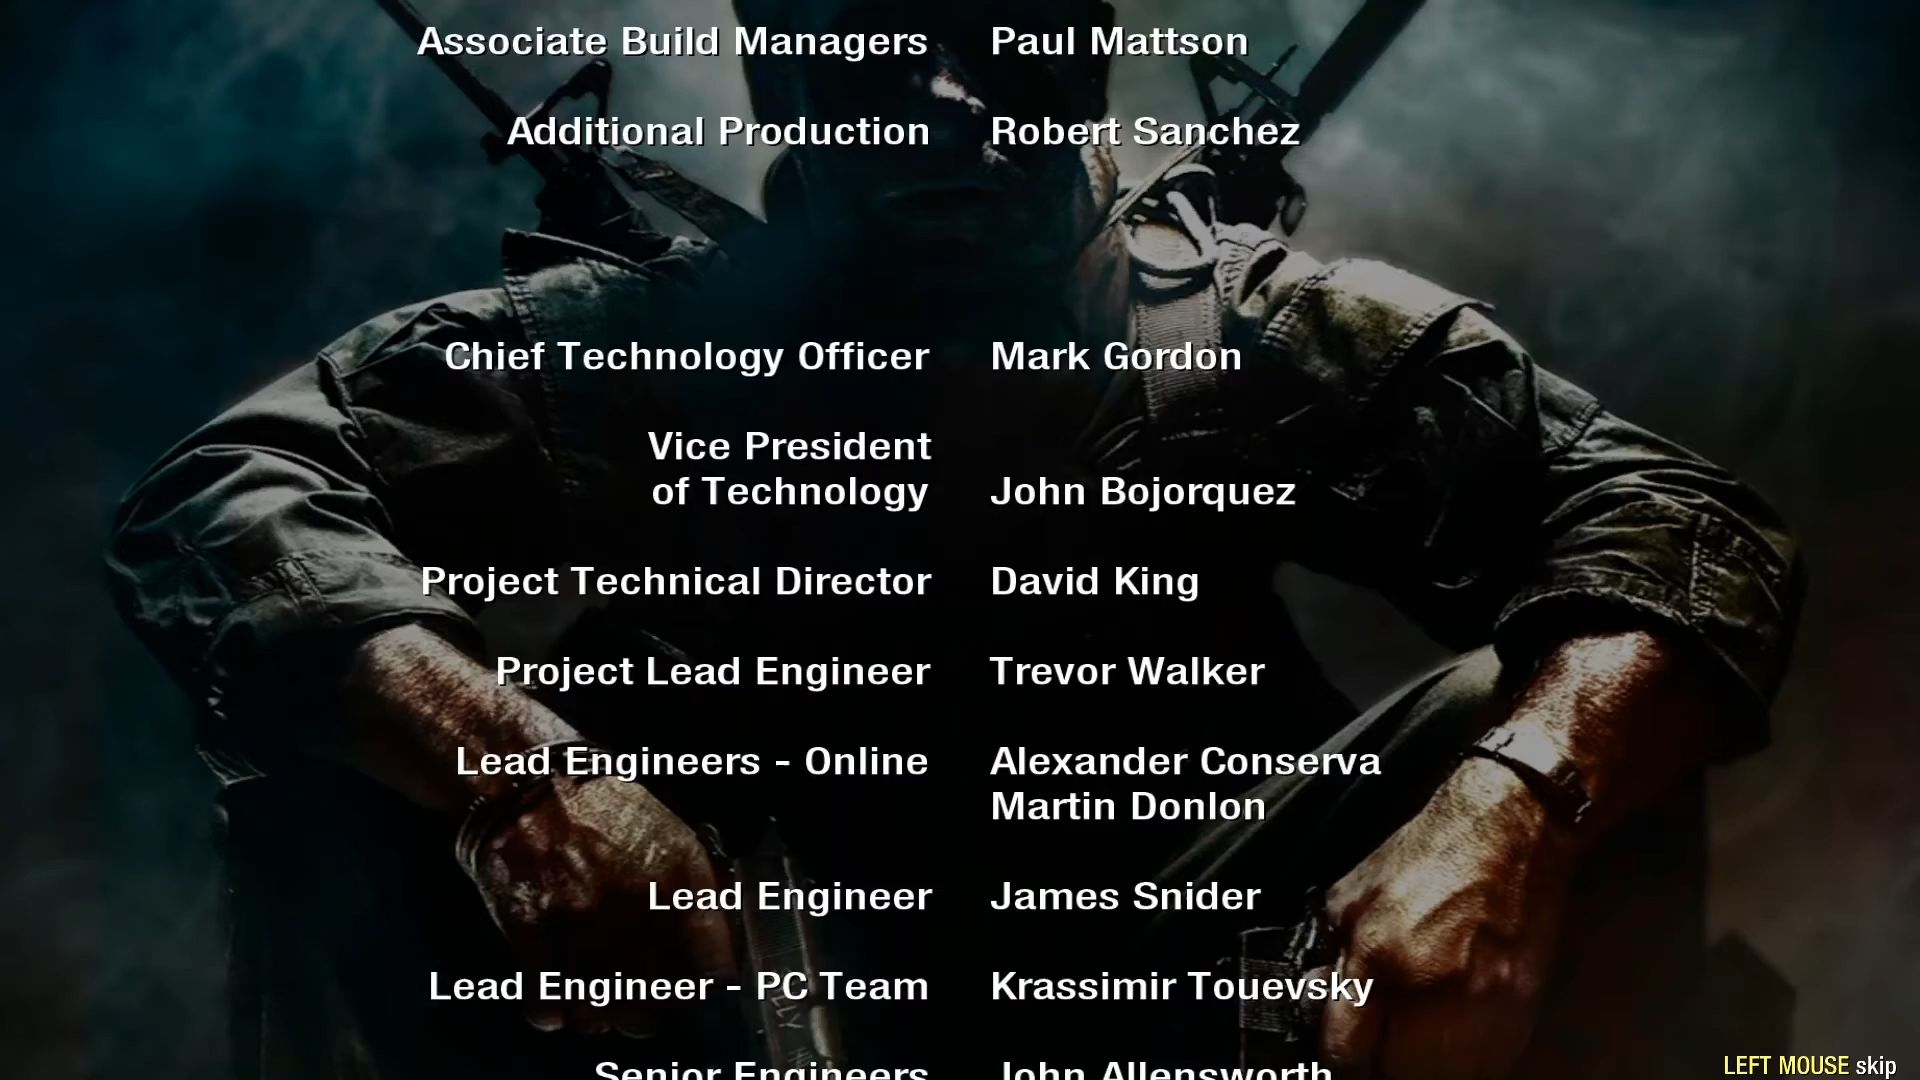 Associate Build Managers Paul Mattson
Additional Production Robert Sanchez
Chief Technology Officer Mark Gordon
Vice President
of Technology John Bojorquez
Project Technical Director David King
Project Lead Engineer Trevor Walker
Lead Engineers - Online Alexander Conserva
Martin Donlon
Lead Engineer James Snider
Lead Engineer - PC Team Krassimir Touevsky
Senior Engineers John Allensworth
LEFT MOUSE skip